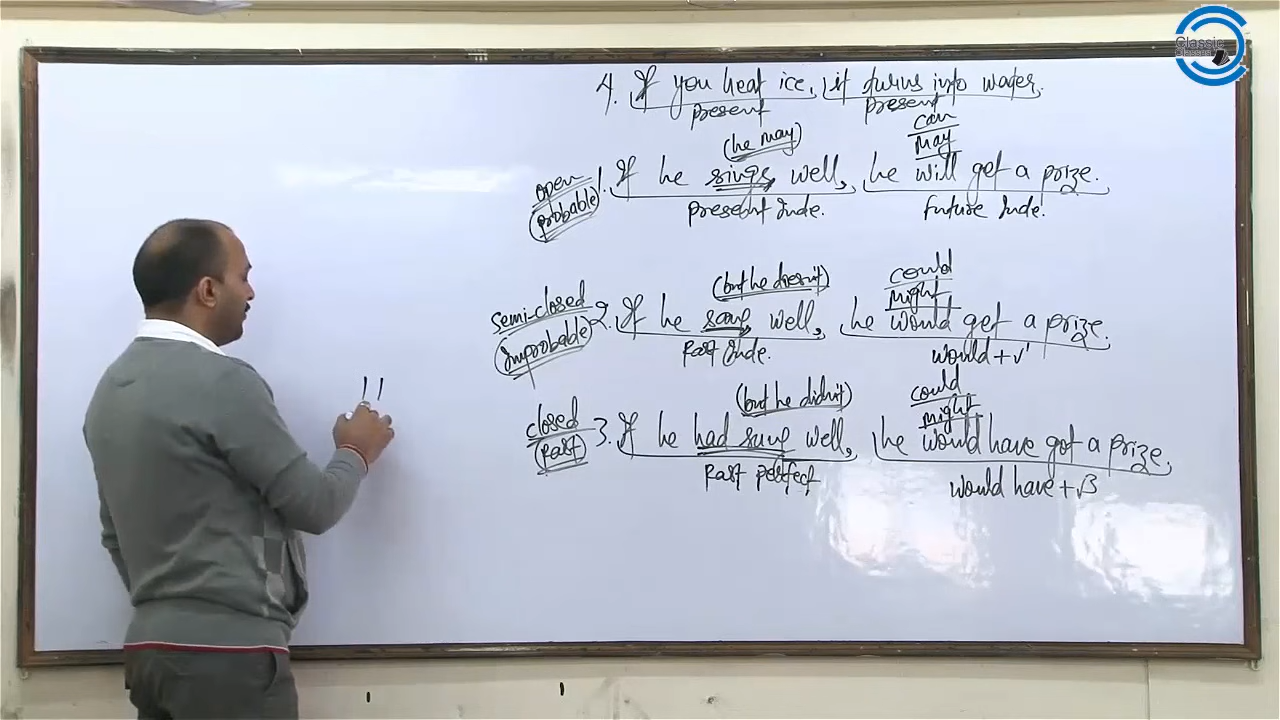 Classic
Classes
4. If you heat ice, it turns into water.
present present
(he may) can
may
open 1. If he sings well, he will get a prize.
(probable) present Inde. future Inde.
(but he doesn't) could
might
semi-closed 2. If he sang well, he would get a prize.
(Improbable) Past Inde. would + V1
(but he didn't) could
might
closed 3. If he had sung well, he would have got a prize.
(Past) Past perfect would have + V3